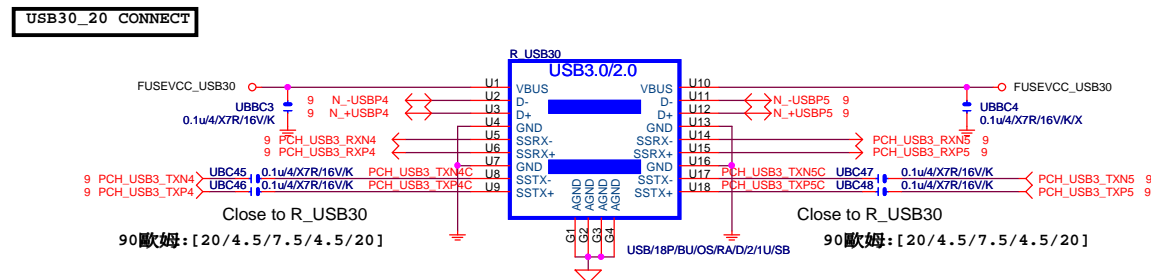 USB30_20 CONNECT
R_USB30
USB3.0/2.0
FUSEVCC_USB30
UBBC3
0.1u/4/X7R/16V/K
9 N_-USBP4
9 N_+USBP4
9 PCH_USB3_RXN4
9 PCH_USB3_RXP4
9 PCH_USB3_TXN4 UBC45 0.1u/4/X7R/16V/K PCH_USB3_TXN4C
9 PCH_USB3_TXP4 UBC46 0.1u/4/X7R/16V/K PCH_USB3_TXP4C
U1 VBUS
U2 D-
U3 D+
U4 GND
U5 SSRX-
U6 SSRX+
U7 GND
U8 SSTX-
U9 SSTX+
VBUS U10
D- U11
D+ U12
GND U13
SSRX- U14
SSRX+ U15
GND U16
SSTX- U17
SSTX+ U18
AGND AGND AGND AGND
G1 G2 G3 G4
FUSEVCC_USB30
UBBC4
0.1u/4/X7R/16V/K/X
N_-USBP5 9
N_+USBP5 9
PCH_USB3_RXN5 9
PCH_USB3_RXP5 9
PCH_USB3_TXN5C UBC47 0.1u/4/X7R/16V/K PCH_USB3_TXN5 9
PCH_USB3_TXP5C UBC48 0.1u/4/X7R/16V/K PCH_USB3_TXP5 9
Close to R_USB30
90歐姆:[20/4.5/7.5/4.5/20]
USB/18P/BU/OS/RA/D/2/1U/SB
Close to R_USB30
90歐姆:[20/4.5/7.5/4.5/20]